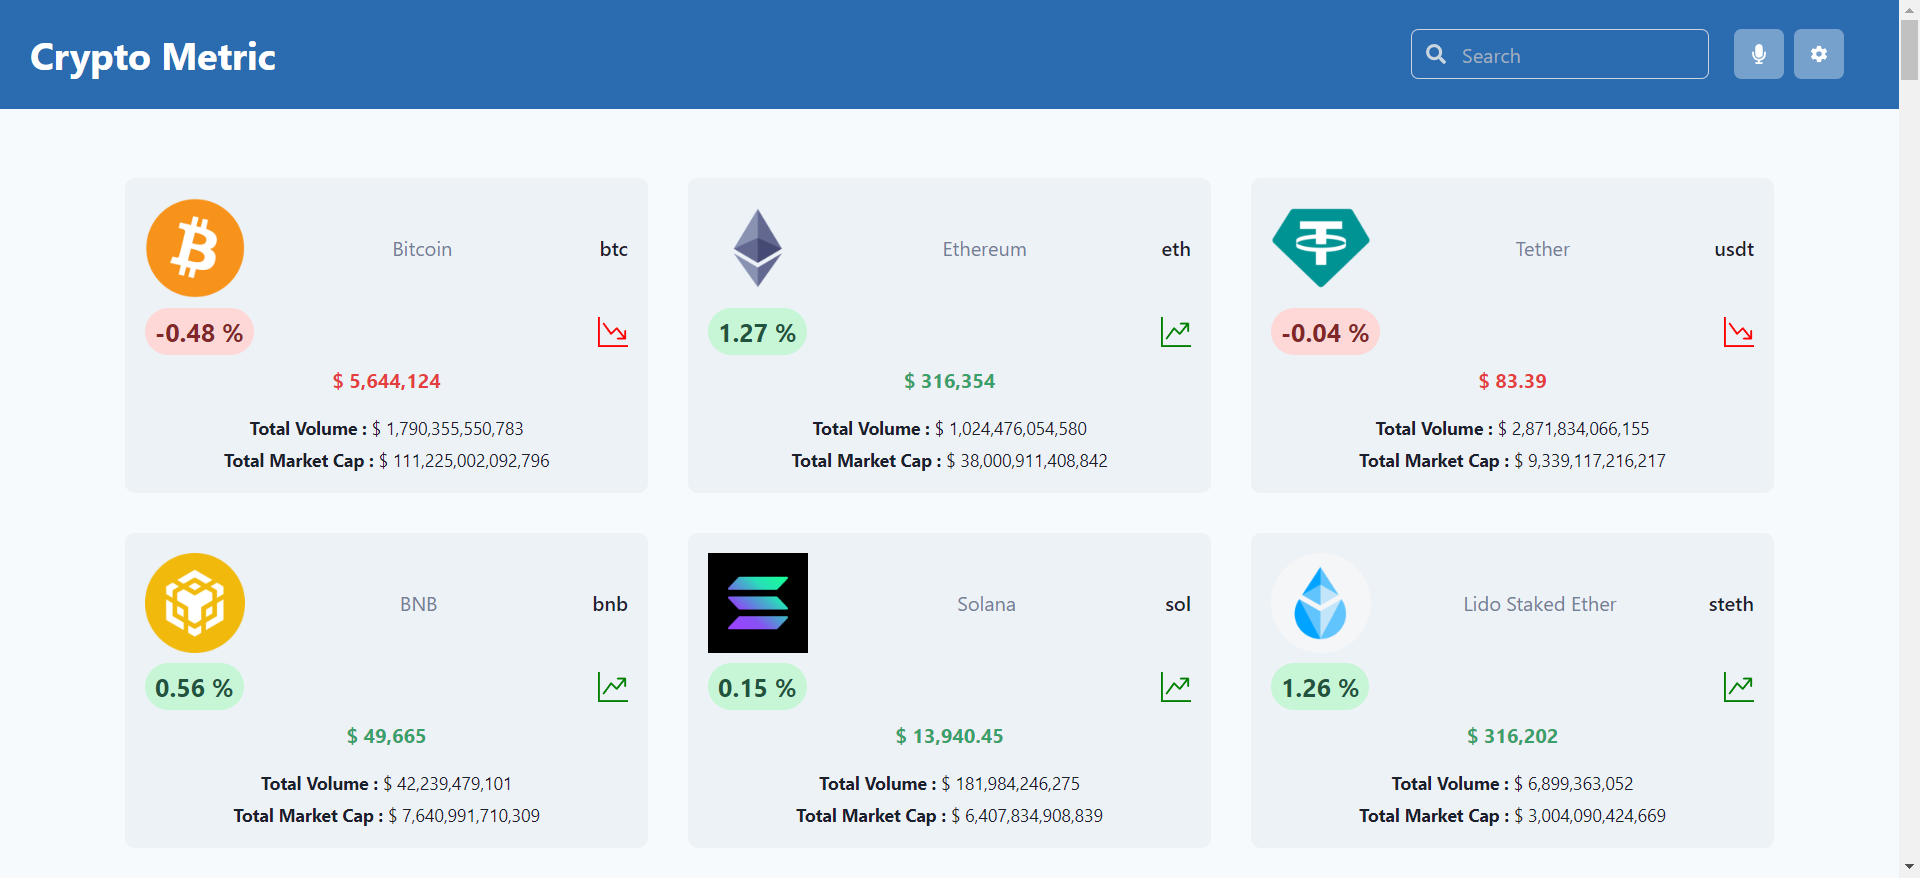 Crypto Metric
Search
Bitcoin btc
-0.48 %
$ 5,644,124
Total Volume : $ 1,790,355,550,783
Total Market Cap : $ 111,225,002,092,796
Ethereum eth
1.27 %
$ 316,354
Total Volume : $ 1,024,476,054,580
Total Market Cap : $ 38,000,911,408,842
Tether usdt
-0.04 %
$ 83.39
Total Volume : $ 2,871,834,066,155
Total Market Cap : $ 9,339,117,216,217
BNB bnb
0.56 %
$ 49,665
Total Volume : $ 42,239,479,101
Total Market Cap : $ 7,640,991,710,309
Solana sol
0.15 %
$ 13,940.45
Total Volume : $ 181,984,246,275
Total Market Cap : $ 6,407,834,908,839
Lido Staked Ether steth
1.26 %
$ 316,202
Total Volume : $ 6,899,363,052
Total Market Cap : $ 3,004,090,424,669